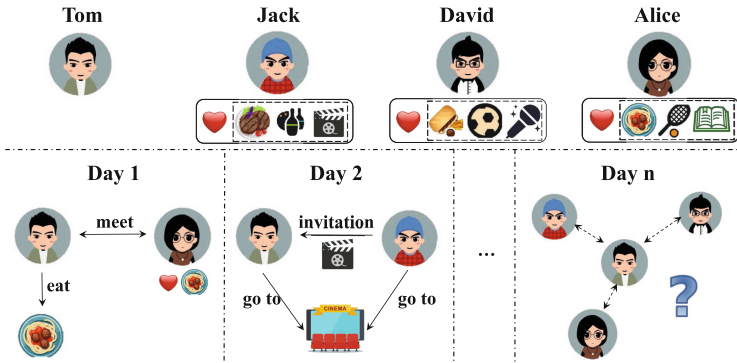 Tom Jack David Alice
Day 1 Day 2 Day n
meet invitation
eat go to go to
CINEMA
...
?